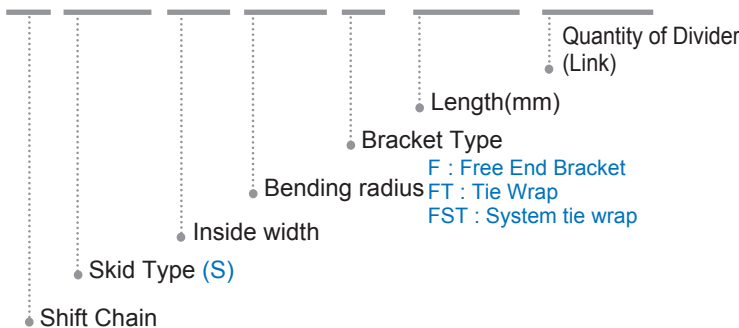 Quantity of Divider
(Link)
Length(mm)
Bracket Type
F : Free End Bracket
FT : Tie Wrap
FST : System tie wrap
Bending radius
Inside width
Skid Type (S)
Shift Chain